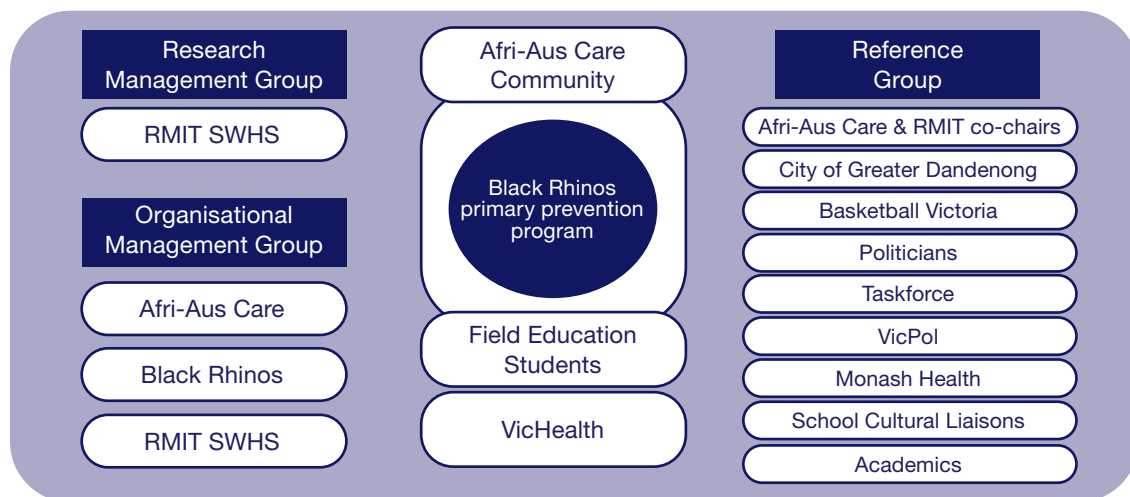 Research
Management Group
RMIT SWHS
Organisational
Management Group
Afri-Aus Care
Black Rhinos
RMIT SWHS
Afri-Aus Care
Community
Black Rhinos
primary prevention
program
Field Education
Students
VicHealth
Reference
Group
Afri-Aus Care & RMIT co-chairs
City of Greater Dandenong
Basketball Victoria
Politicians
Taskforce
VicPol
Monash Health
School Cultural Liaisons
Academics